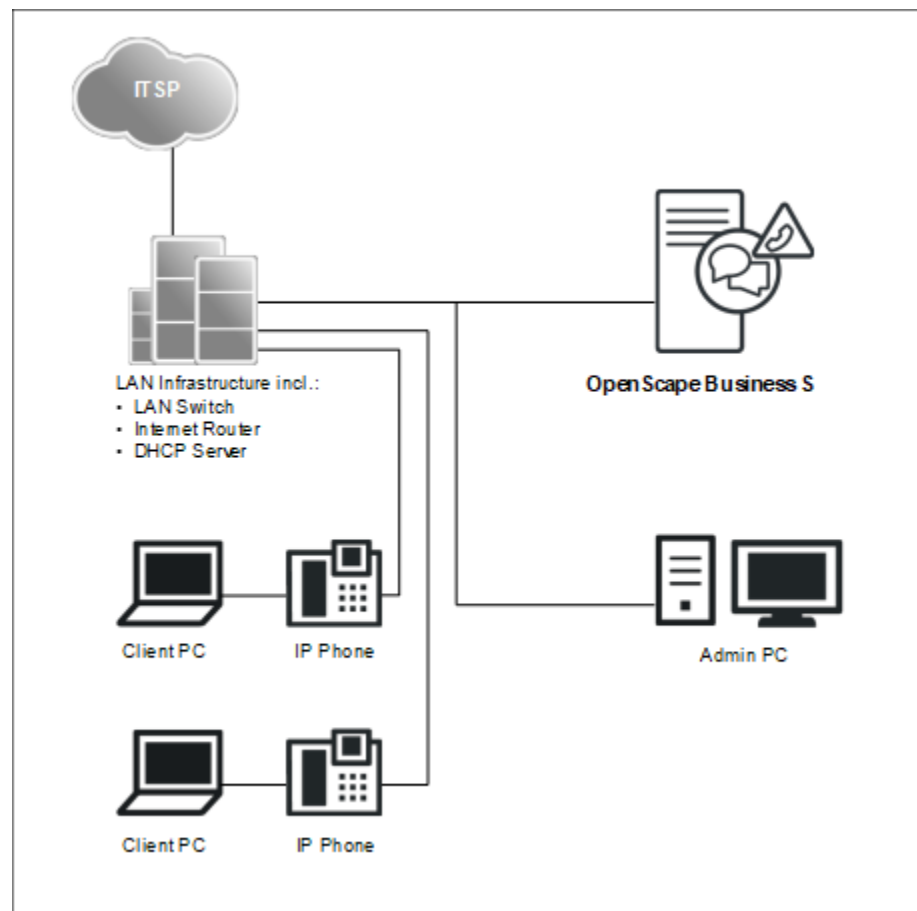 ITSP
LAN Infrastructure incl.:
• LAN Switch
• Internet Router
• DHCP Server
OpenScape Business S
Client PC
IP Phone
Admin PC
Client PC
IP Phone